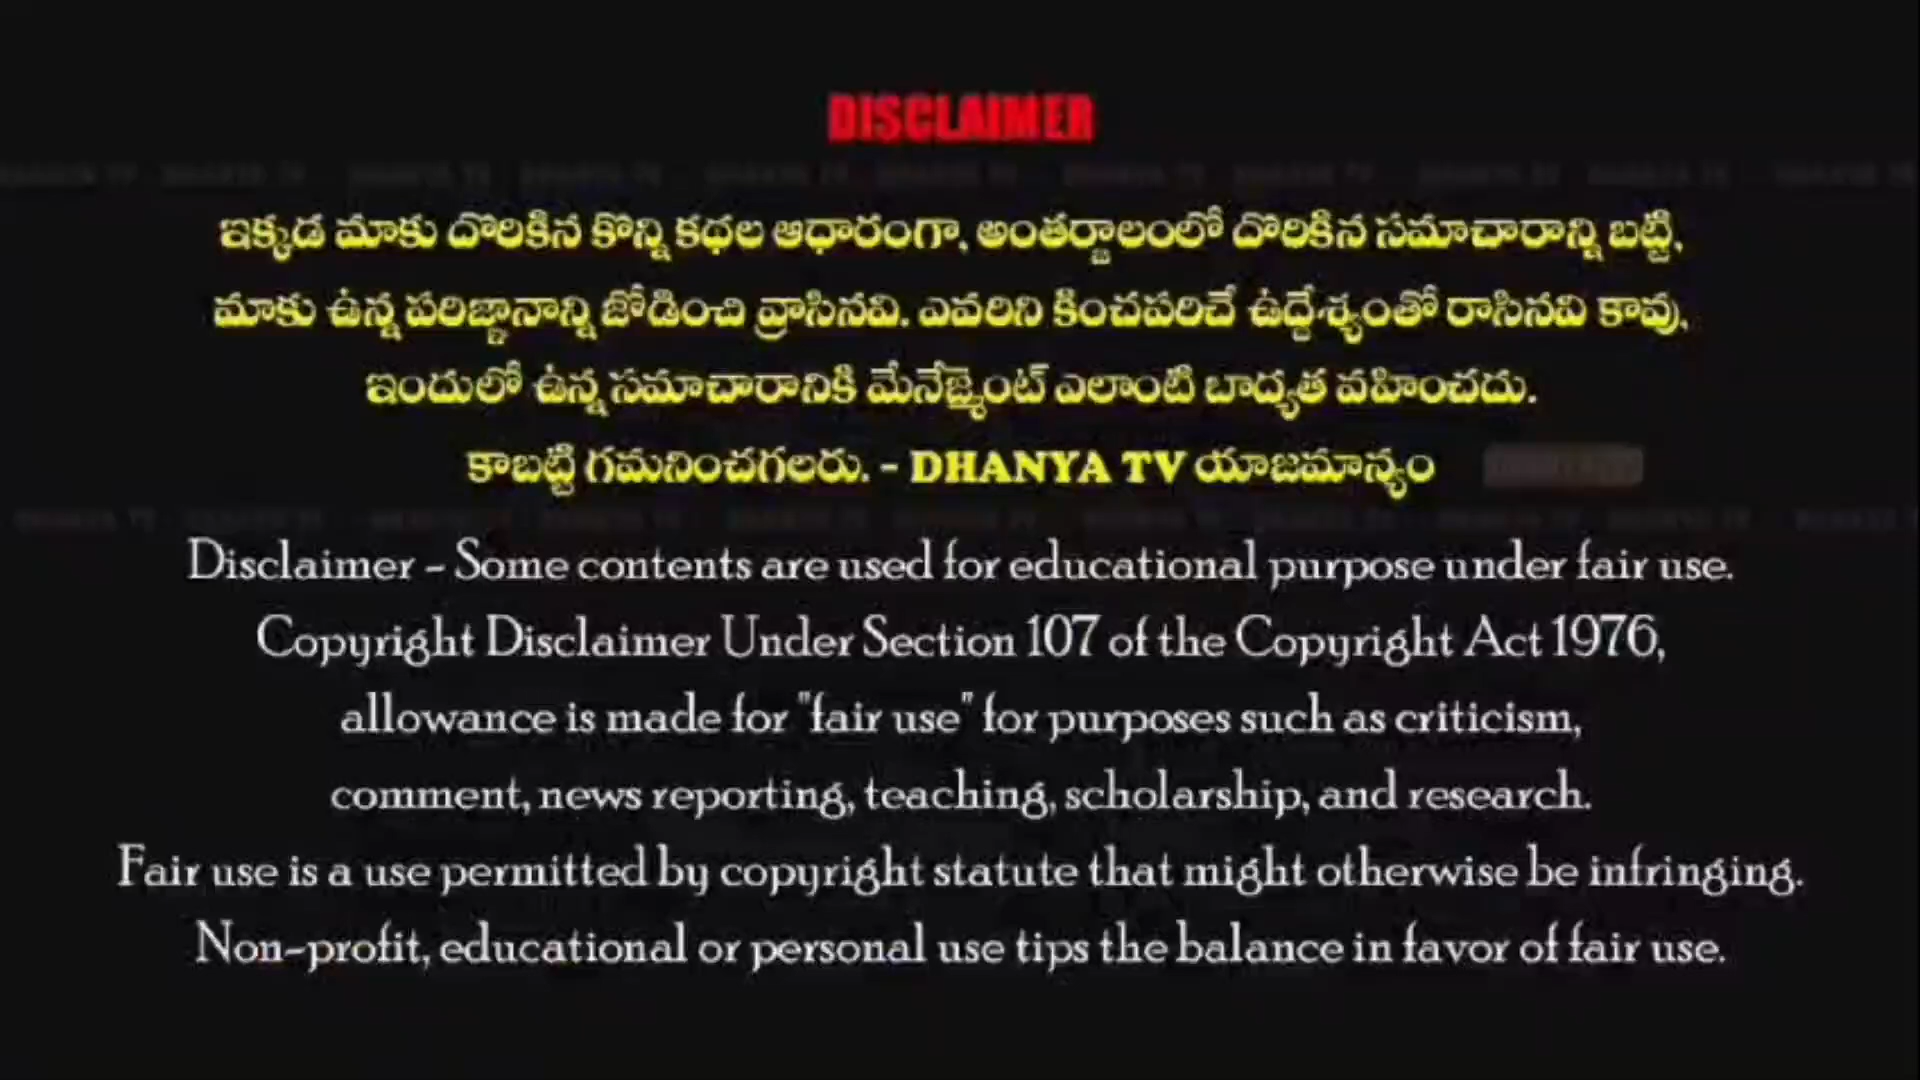 DISCLAIMER
ఇక్కడ మాకు దొరికిన కొన్ని కథల ఆధారంగా, అంతర్జాలంలో దొరికిన సమాచారాన్ని బట్టి,
మాకు ఉన్న పరిజ్ఞానాన్ని జోడించి వ్రాసినవి. ఎవరిని కించపరిచే ఉద్దేశ్యంతో రాసినవి కావు,
ఇందులో ఉన్న సమాచారానికి మేనేజ్మెంట్ ఎలాంటి బాద్యత వహించదు.
కాబట్టి గమనించగలరు. - DHANYA TV యాజమాన్యం
Disclaimer - Some contents are used for educational purpose under fair use.
Copyright Disclaimer Under Section 107 of the Copyright Act 1976,
allowance is made for "fair use" for purposes such as criticism,
comment, news reporting, teaching, scholarship, and research.
Fair use is a use permitted by copyright statute that might otherwise be infringing.
Non-profit, educational or personal use tips the balance in favor of fair use.